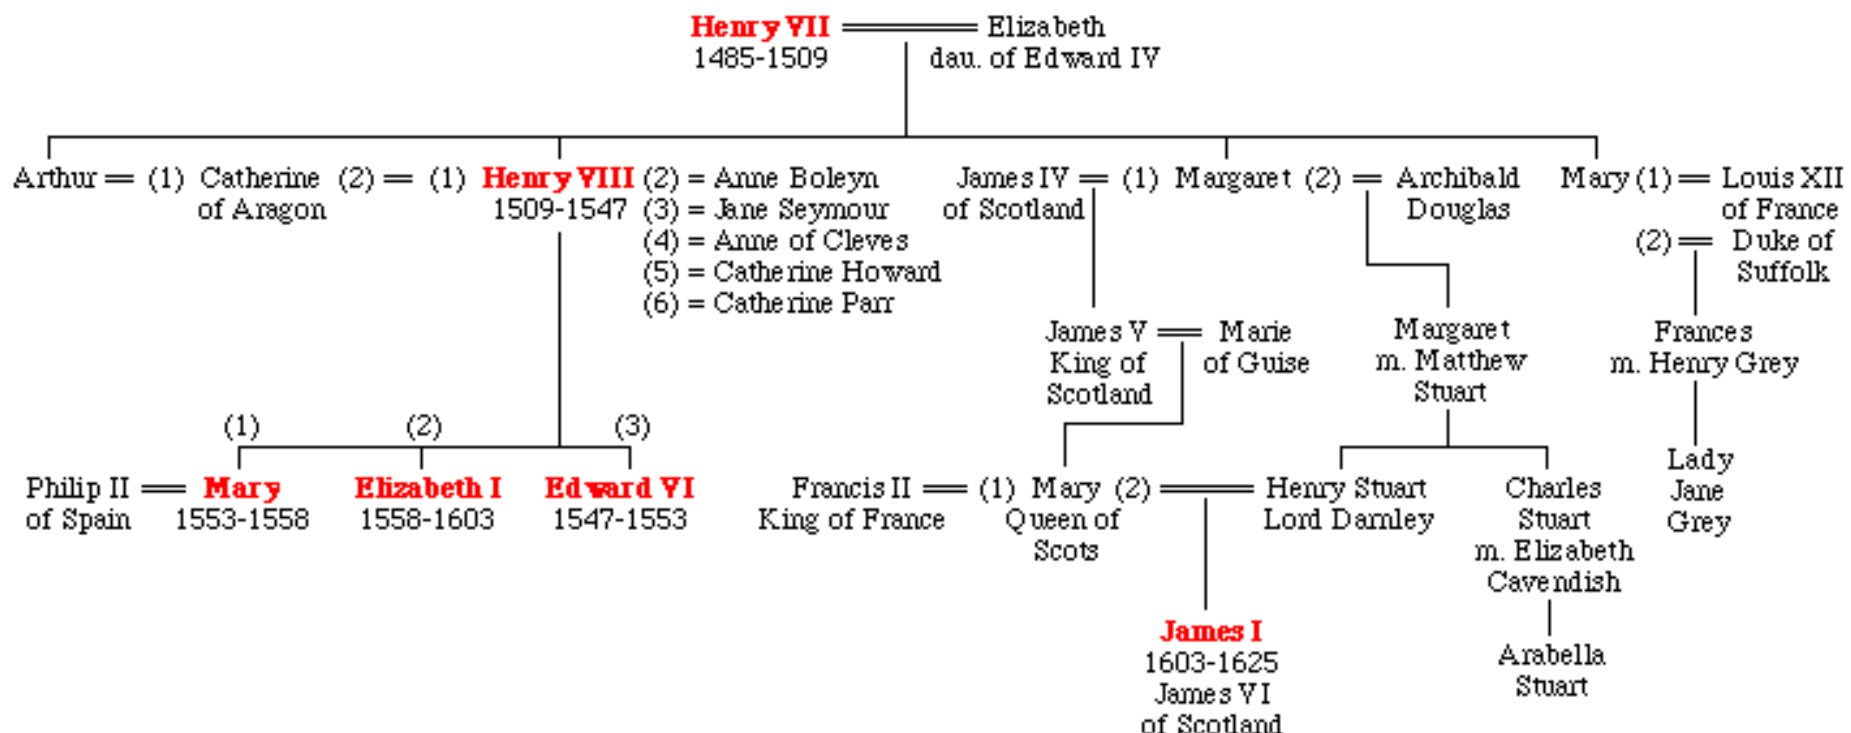 Henry VII Elizabeth
1485-1509 dau. of Edward IV
Arthur = (1) Catherine (2) = (1) Henry VIII (2) = Anne Boleyn James IV = (1) Margaret (2) = Archibald Mary (1) = Louis XII
of Aragon 1509-1547 (3) = Jane Seymour of Scotland Douglas of France
(4) = Anne of Cleves (2) = Duke of
(5) = Catherine Howard Suffolk
(6) = Catherine Parr
James V = Marie Margaret Frances
King of of Guise m. Matthew m. Henry Grey
Scotland Stuart
(1) (2) (3)
Lady
Philip II = Mary Elizabeth I Edward VI Francis II = (1) Mary (2) = Henry Stuart Charles Jane
of Spain 1553-1558 1558-1603 1547-1553 King of France Queen of Lord Darnley Stuart Grey
Scots m. Elizabeth
Cavendish
James I
1603-1625 Arabella
James VI Stuart
of Scotland